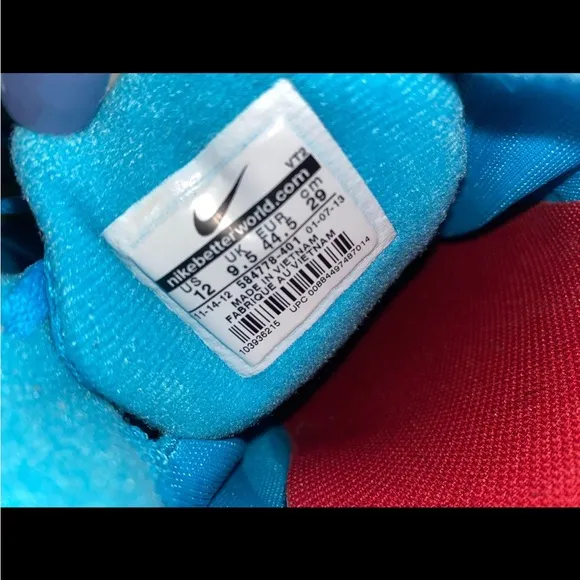 VT2
nikebetterworld.com
US UK EUR cm
12 9.5 44.5 29
11-14-12 584778-401 01-07-13
MADE IN VIETNAM
FABRIQUE AU VIETNAM
103936215 UPC 00884497487014